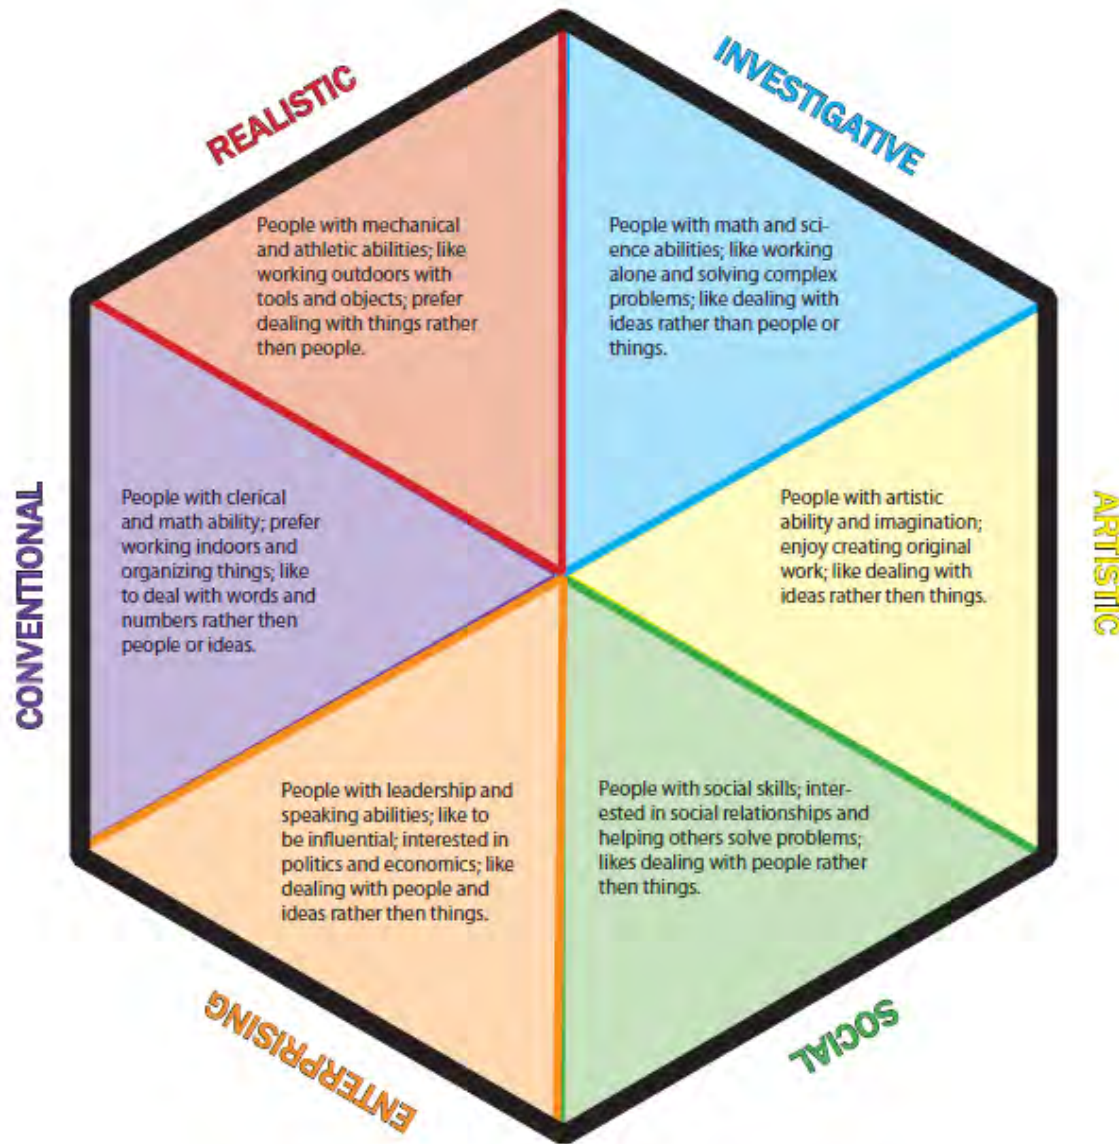 REALISTIC
People with mechanical
and athletic abilities; like
working outdoors with
tools and objects; prefer
dealing with things rather
then people.
INVESTIGATIVE
People with math and sci-
ence abilities; like working
alone and solving complex
problems; like dealing with
ideas rather than people or
things.
ARTISTIC
People with artistic
ability and imagination;
enjoy creating original
work; like dealing with
ideas rather then things.
SOCIAL
People with social skills; inter-
ested in social relationships and
helping others solve problems;
likes dealing with people rather
then things.
ENTERPRISING
People with leadership and
speaking abilities; like to
be influential; interested in
politics and economics; like
dealing with people and
ideas rather then things.
CONVENTIONAL
People with clerical
and math ability; prefer
working indoors and
organizing things; like
to deal with words and
numbers rather then
people or ideas.